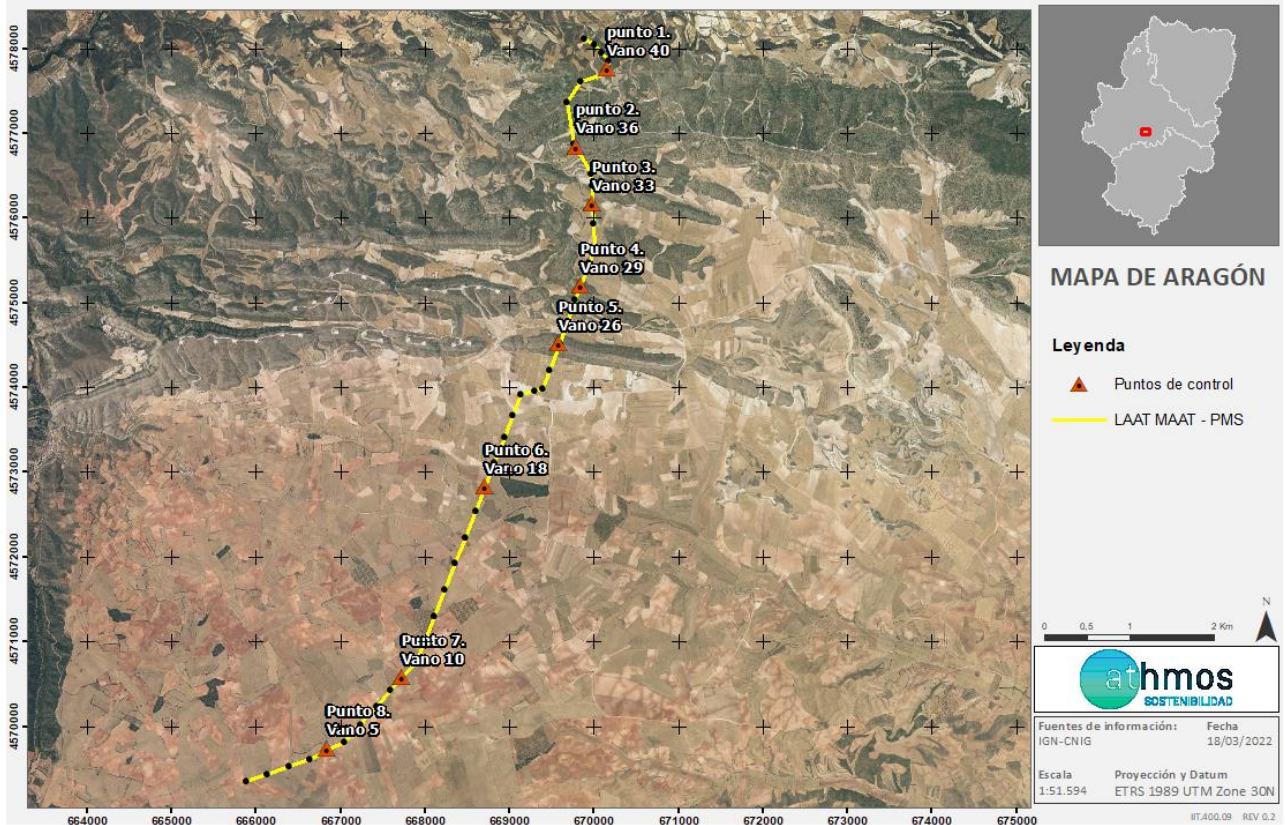 punto 1.
Vano 40
punto 2.
Vano 36
Punto 3.
Vano 33
Punto 4.
Vano 29
Punto 5.
Vano 26
Punto 6.
Vano 18
Punto 7.
Vano 10
Punto 8.
Vano 5
4578000
4577000
4576000
4575000
4574000
4573000
4572000
4571000
4570000
664000 665000 666000 667000 668000 669000 670000 671000 672000 673000 674000 675000
MAPA DE ARAGÓN
Leyenda
Puntos de control
LAAT MAAT - PMS
N
0 0,5 1 2 Km
athmos
SOSTENIBILIDAD
Fuentes de información: Fecha
IGN-CNIG 18/03/2022
Escala Proyección y Datum
1:51.594 ETRS 1989 UTM Zone 30N
IIT.400.09 REV 0.2